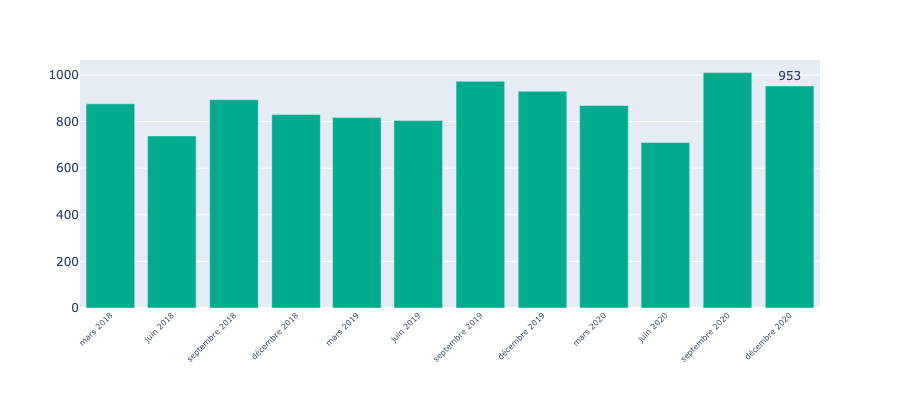 1000
800
600
400
200
0
953
mars 2018
juin 2018
septembre 2018
décembre 2018
mars 2019
juin 2019
septembre 2019
décembre 2019
mars 2020
juin 2020
septembre 2020
décembre 2020